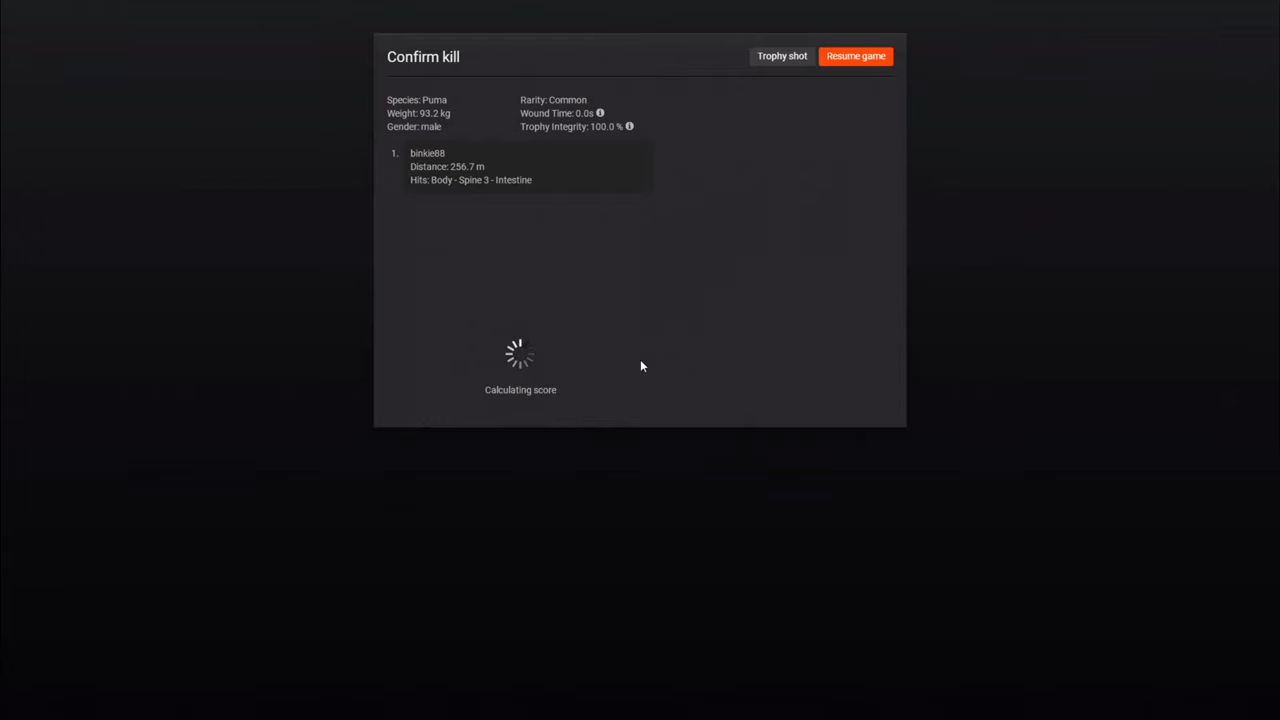 Confirm kill
Trophy shot
Resume game
Species: Puma
Rarity: Common
Weight: 93.2 kg
Wound Time: 0.0s
Gender: male
Trophy Integrity: 100.0 %
1. binkie88
Distance: 256.7 m
Hits: Body - Spine 3 - Intestine
Calculating score